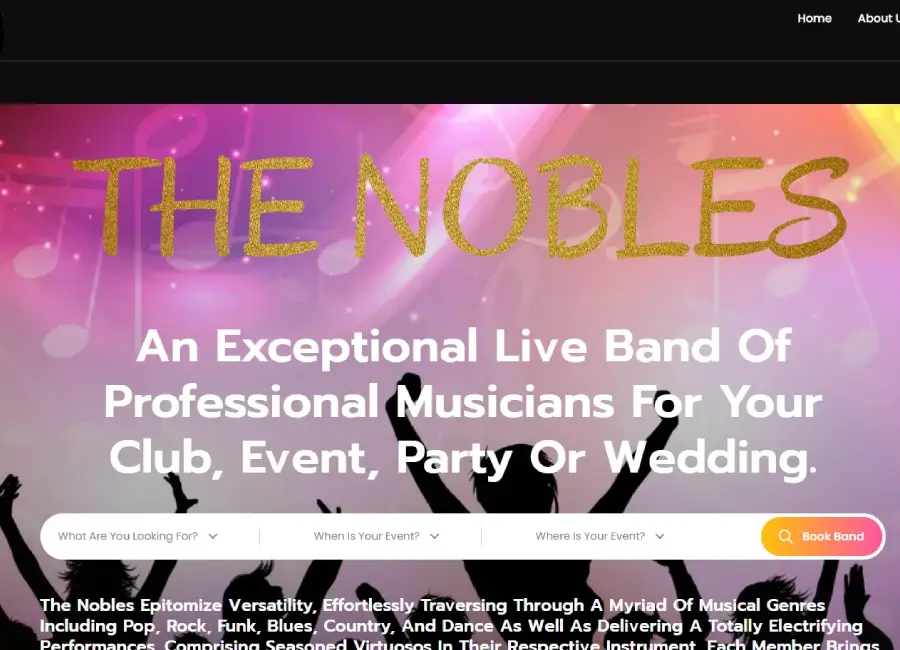 Home About U
THE NOBLES
An Exceptional Live Band Of
Professional Musicians For Your
Club, Event, Party Or Wedding.
What Are You Looking For? When Is Your Event? Where Is Your Event? Book Band
The Nobles Epitomize Versatility, Effortlessly Traversing Through A Myriad Of Musical Genres
Including Pop, Rock, Funk, Blues, Country, And Dance As Well As Delivering A Totally Electrifying
Performances. Comprising Seasoned Virtuosos In Their Respective Instrument, Each Member Brings